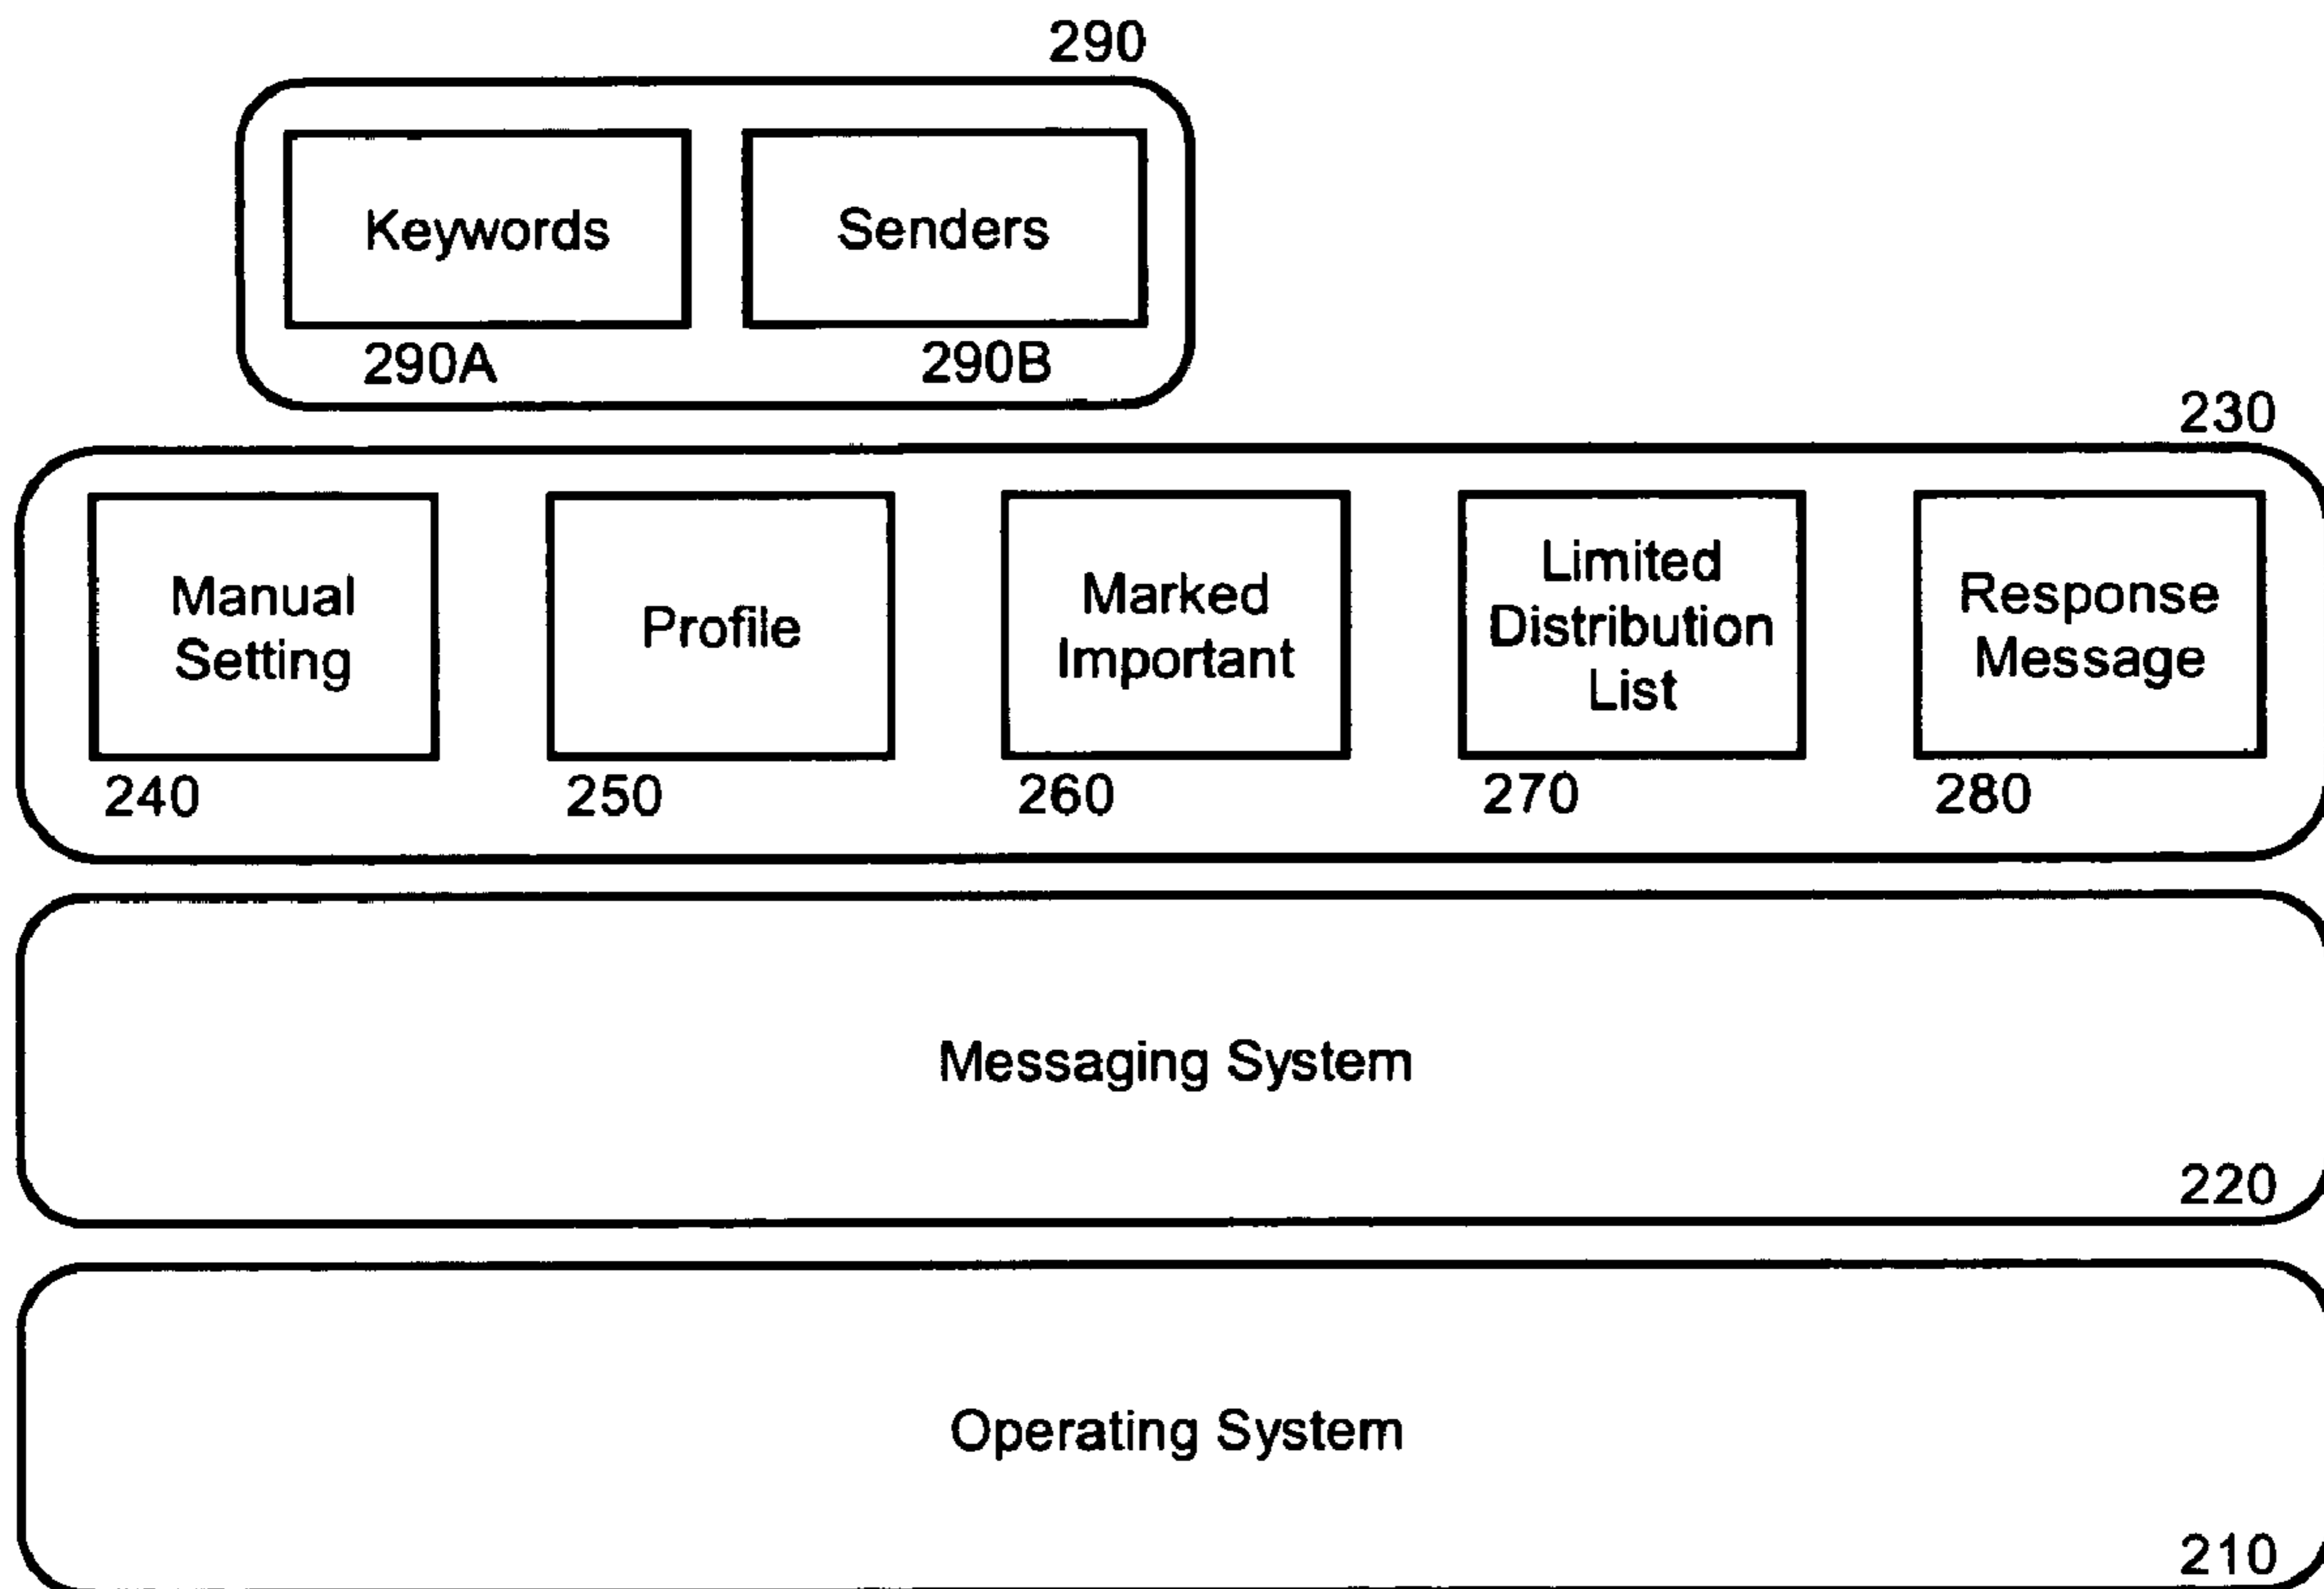 290
Keywords
Senders
290A
290B
230
Manual
Setting
Profile
Marked
Important
Limited
Distribution
List
Response
Message
240
250
260
270
280
Messaging System
220
Operating System
210